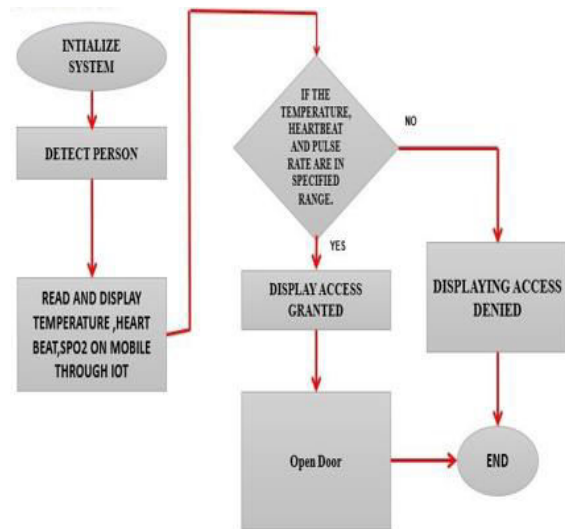 INTIALIZE
SYSTEM
DETECT PERSON
READ AND DISPLAY
TEMPERATURE ,HEART
BEAT,SPO2 ON MOBILE
THROUGH IOT
IF THE
TEMPERATURE,
HEARTBEAT
AND PULSE
RATE ARE IN
SPECIFIED
RANGE.
NO
YES
DISPLAY ACCESS
GRANTED
DISPLAYING ACCESS
DENIED
Open Door
END